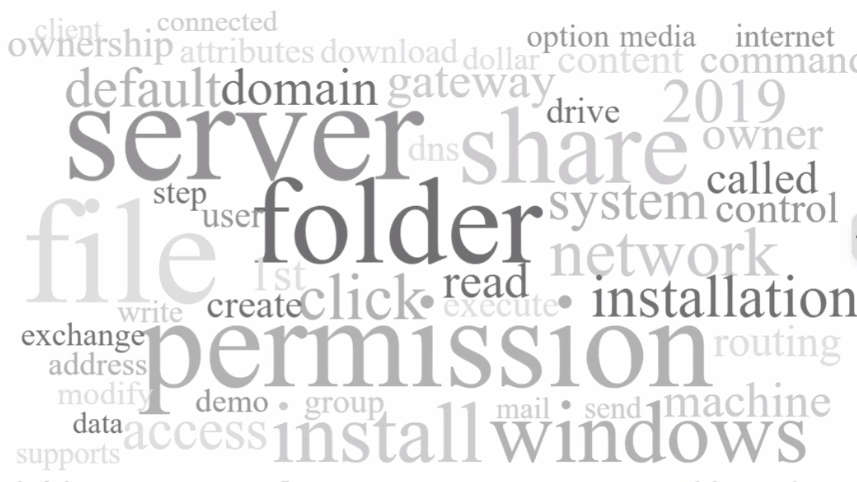 client connected
ownership attributes download dollar option media internet
content command
default domain gateway drive 2019
server dns share owner
step called
user folder system control
file network
1st read
write create click execute installation
exchange permission routing
address
modify demo group mail send machine
data access install windows
supports